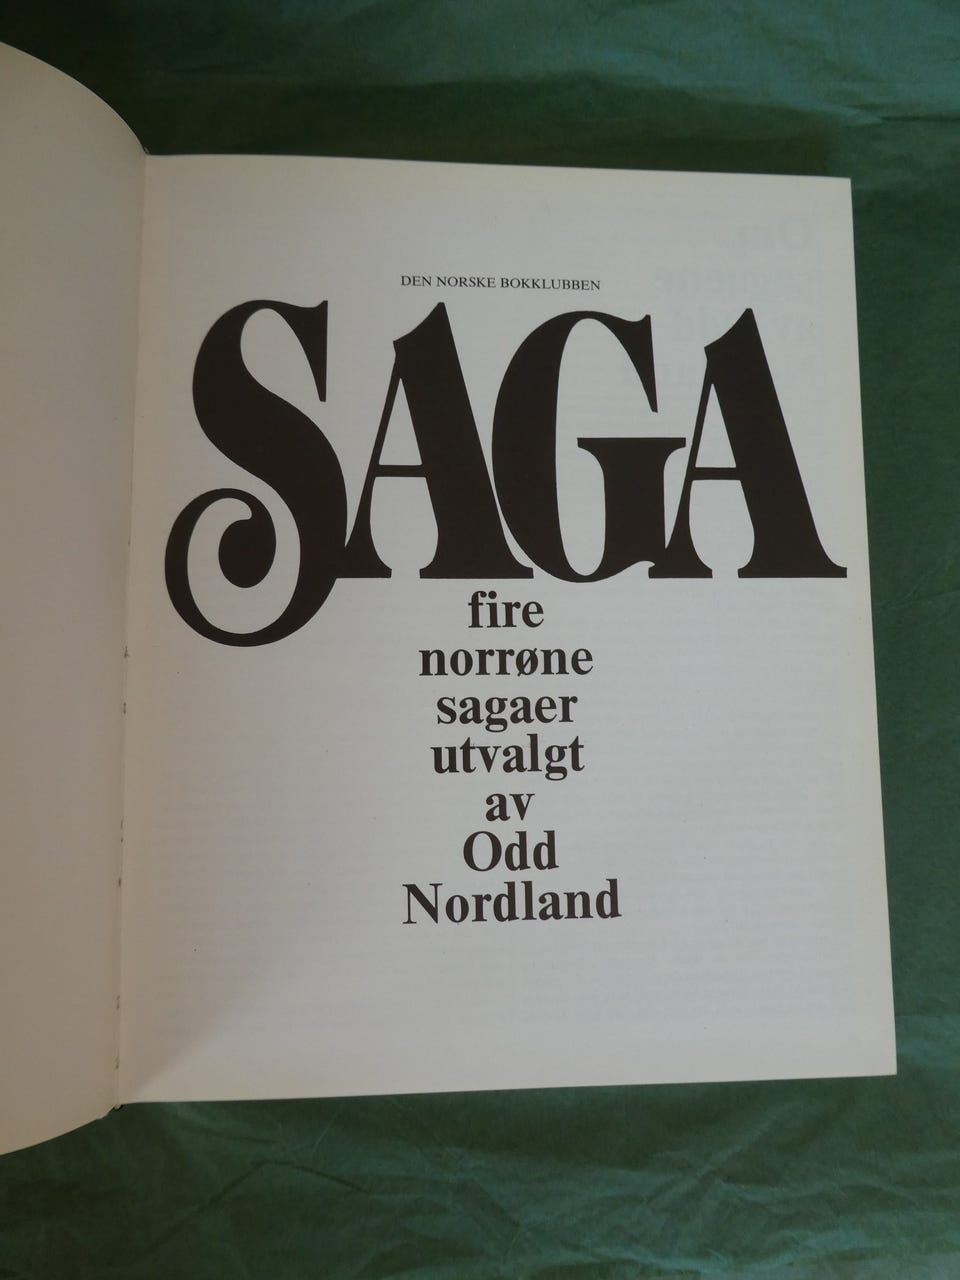 DEN NORSKE BOKKLUBBEN
SAGA
fire
norrøne
sagaer
utvalgt
av
Odd
Nordland